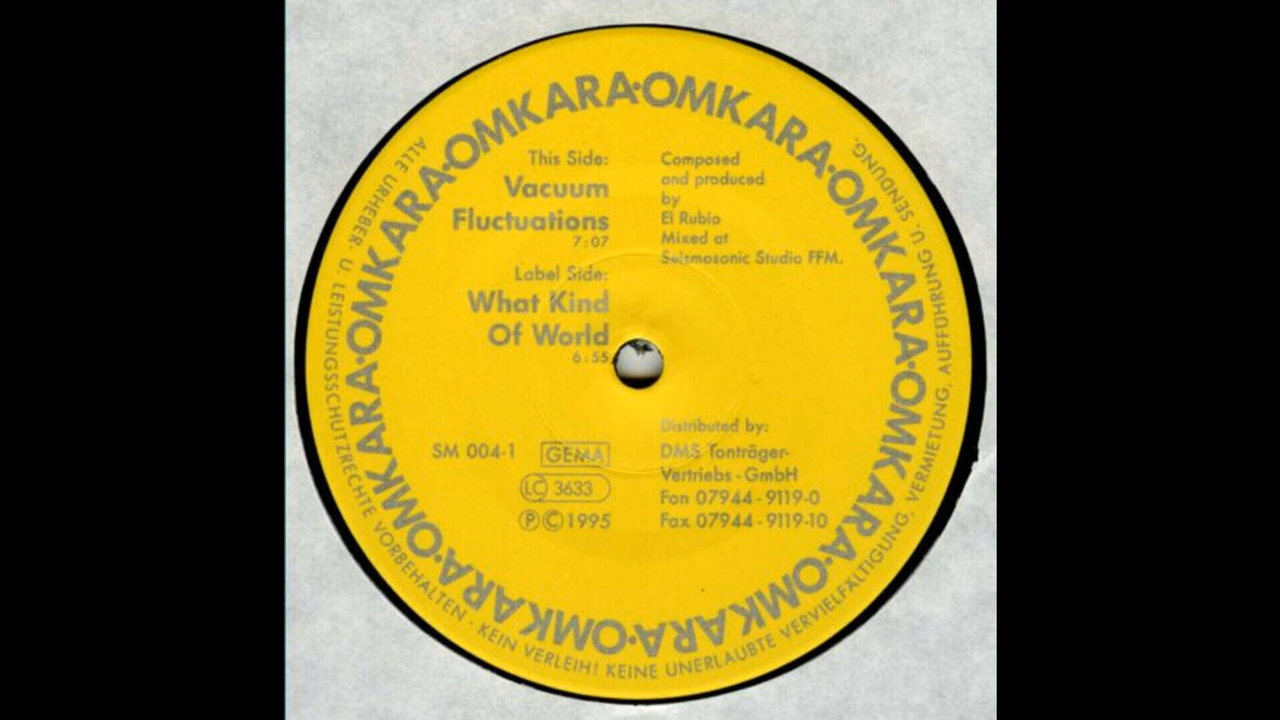 OMKARA·OMKARA·OMKARA·OMKARA·OMKARA·OMKARA·OMKARA·OMKARA·OMKARA·
ALLE URHEBER- U. LEISTUNGSSCHUTZRECHTE VORBEHALTEN · KEIN VERLEIH! KEINE UNERLAUBTE VERVIELFÄLTIGUNG, VERMIETUNG, AUFFÜHRUNG U. SENDUNG.
This Side:
Vacuum
Fluctuations
7:07
Label Side:
What Kind
Of World
6:55
Composed
and produced
by
El Rubio
Mixed at
Seismosonic Studio FFM.
SM 004-1 GEMA
LC 3633
Ⓟ©1995
Distributed by:
DMS Tonträger-
Vertriebs - GmbH
Fon 07944 - 9119-0
Fax 07944 - 9119-10